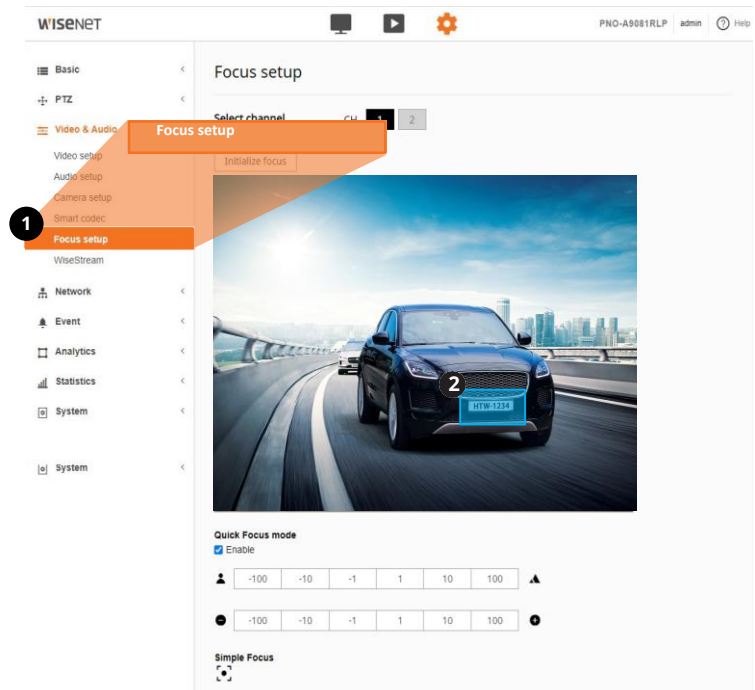 WISENET
PNO-A9081RLP admin ? Help
Basic
PTZ
Video & Audio
Video setup
Audio setup
Camera setup
Smart codec
Focus setup
WiseStream
Network
Event
Analytics
Statistics
System
System
Focus setup
Select channel CH 1 2
Focus setup
Initialize focus
1
2
HTW-1234
Quick Focus mode
Enable
-100 -10 -1 1 10 100
-100 -10 -1 1 10 100
Simple Focus